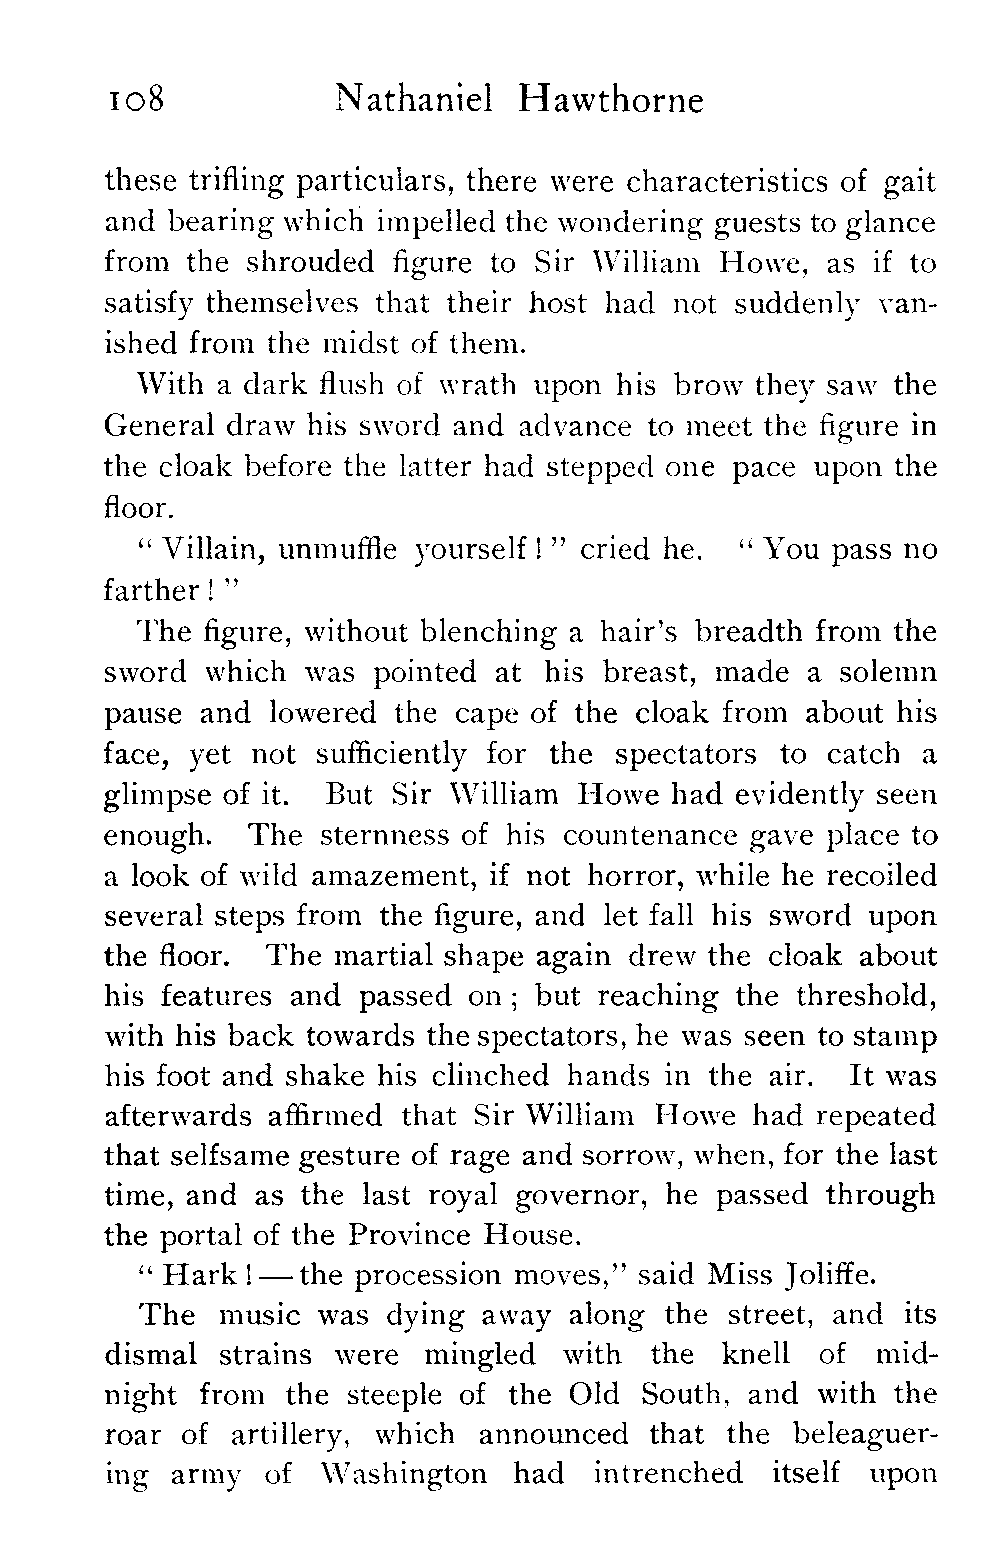 108 Nathaniel Hawthorne
these trifling particulars, there were characteristics of gait
and bearing which impelled the wondering guests to glance
from the shrouded figure to Sir William Howe, as if to
satisfy themselves that their host had not suddenly van-
ished from the midst of them.
With a dark flush of wrath upon his brow they saw the
General draw his sword and advance to meet the figure in
the cloak before the latter had stepped one pace upon the
floor.
“ Villain, unmuffle yourself ! ” cried he. “ You pass no
farther ! ”
The figure, without blenching a hair’s breadth from the
sword which was pointed at his breast, made a solemn
pause and lowered the cape of the cloak from about his
face, yet not sufficiently for the spectators to catch a
glimpse of it. But Sir William Howe had evidently seen
enough. The sternness of his countenance gave place to
a look of wild amazement, if not horror, while he recoiled
several steps from the figure, and let fall his sword upon
the floor. The martial shape again drew the cloak about
his features and passed on ; but reaching the threshold,
with his back towards the spectators, he was seen to stamp
his foot and shake his clinched hands in the air. It was
afterwards affirmed that Sir William Howe had repeated
that selfsame gesture of rage and sorrow, when, for the last
time, and as the last royal governor, he passed through
the portal of the Province House.
“ Hark ! — the procession moves,” said Miss Joliffe.
The music was dying away along the street, and its
dismal strains were mingled with the knell of mid-
night from the steeple of the Old South, and with the
roar of artillery, which announced that the beleaguer-
ing army of Washington had intrenched itself upon